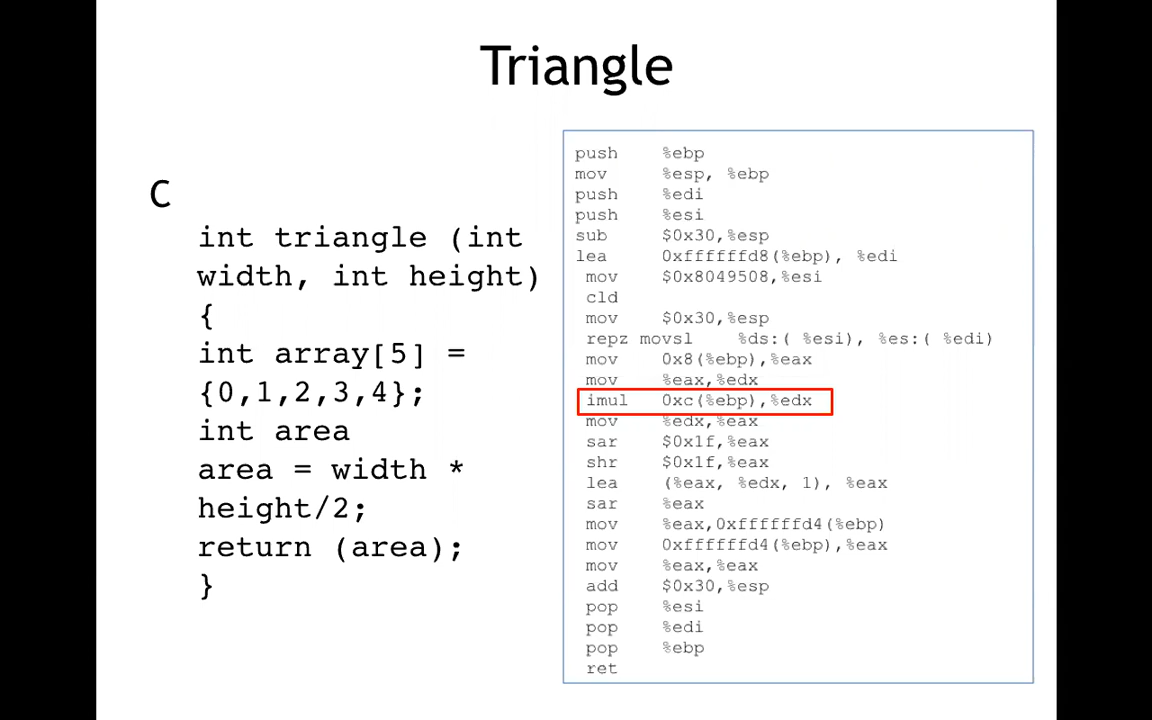 Triangle
C
int triangle (int
width, int height)
{
int array[5] =
{0,1,2,3,4};
int area
area = width *
height/2;
return (area);
}
push %ebp
mov %esp, %ebp
push %edi
push %esi
sub $0x30,%esp
lea 0xffffffd8(%ebp), %edi
mov $0x8049508,%esi
cld
mov $0x30,%esp
repz movsl %ds:( %esi), %es:( %edi)
mov 0x8(%ebp),%eax
mov %eax,%edx
imul 0xc(%ebp),%edx
mov %edx,%eax
sar $0x1f,%eax
shr $0x1f,%eax
lea (%eax, %edx, 1), %eax
sar %eax
mov %eax,0xffffffd4(%ebp)
mov 0xffffffd4(%ebp),%eax
mov %eax,%eax
add $0x30,%esp
pop %esi
pop %edi
pop %ebp
ret